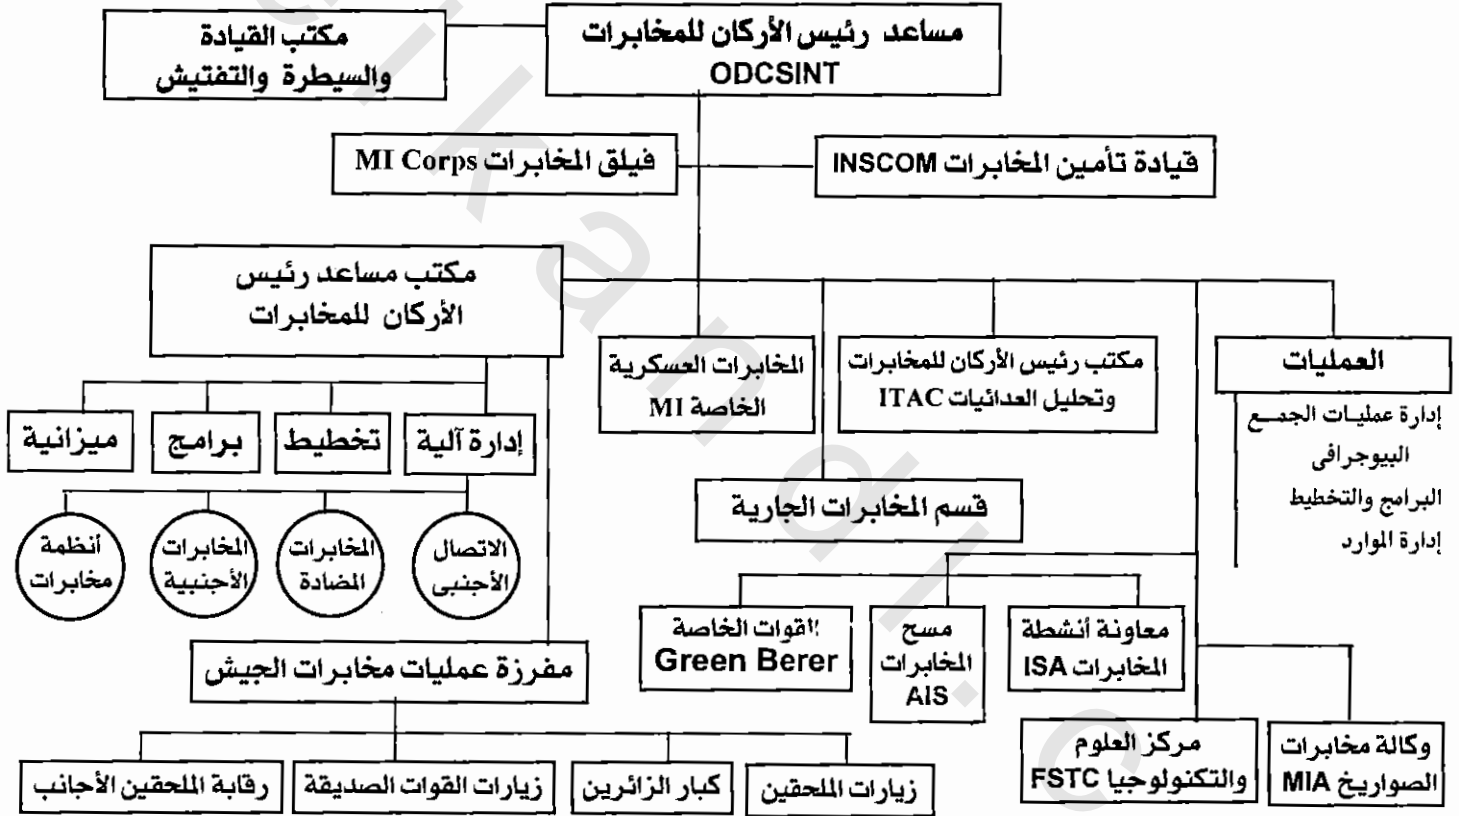 مساعد رئيس الأركان للمخابرات
ODCSINT
مكتب القيادة
والسيطرة والتفتيش
قيادة تأمين المخابرات INSCOM
فيلق المخابرات MI Corps
مكتب مساعد رئيس
الأركان للمخابرات
العمليات
إدارة عمليات الجمع
البيوجرافى
البرامج والتخطيط
إدارة الموارد
مكتب رئيس الأركان للمخابرات
وتحليل العدائيات ITAC
المخابرات العسكرية
الخاصة MI
قسم المخابرات الجارية
إدارة آلية
تخطيط
برامج
ميزانية
الاتصال
الأجنبى
المخابرات
المضادة
المخابرات
الأجنبية
أنظمة
مخابرات
معاونة أنشطة
المخابرات ISA
مسح
المخابرات
AIS
القوات الخاصة
Green Berer
مفرزة عمليات مخابرات الجيش
وكالة مخابرات
الصواريخ MIA
مركز العلوم
والتكنولوجيا FSTC
زيارات الملحقين
كبار الزائرين
زيارات القوات الصديقة
رقابة الملحقين الأجانب